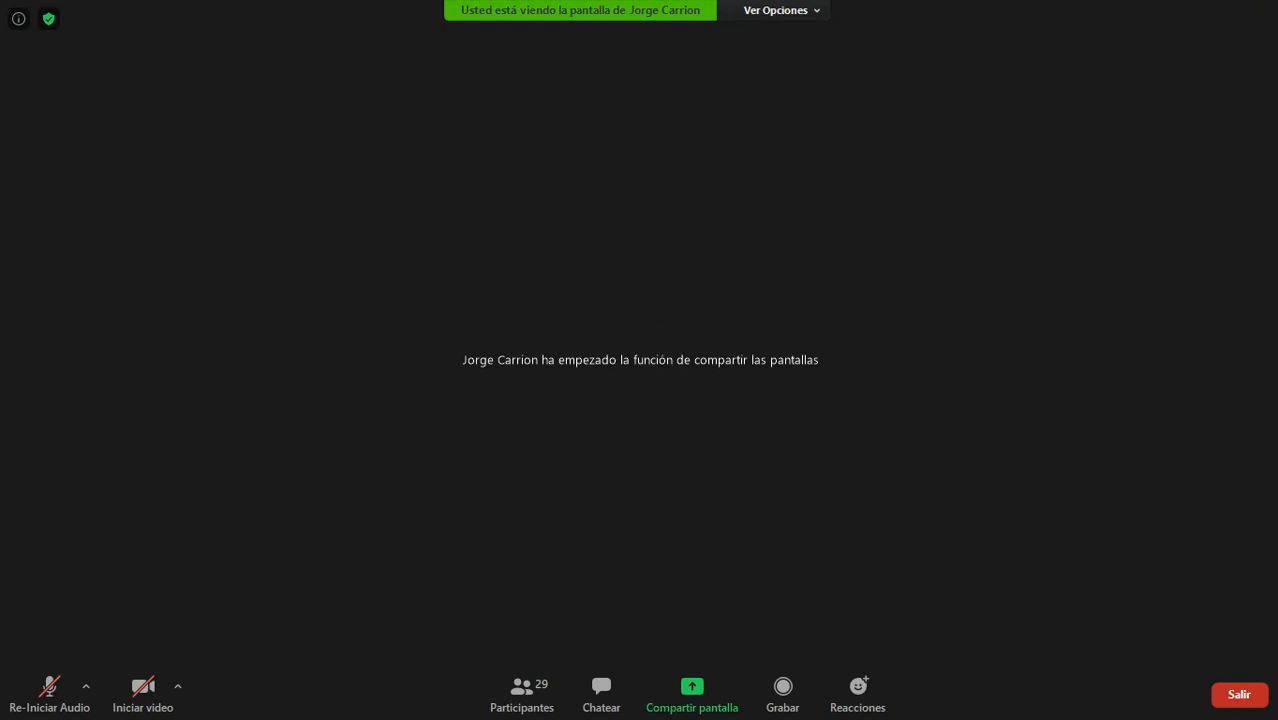 Usted está viendo la pantalla de Jorge Carrion
Ver Opciones
Jorge Carrion ha empezado la función de compartir las pantallas
29
Re-Iniciar Audio
Iniciar video
Participantes
Chatear
Compartir pantalla
Grabar
Reacciones
Salir